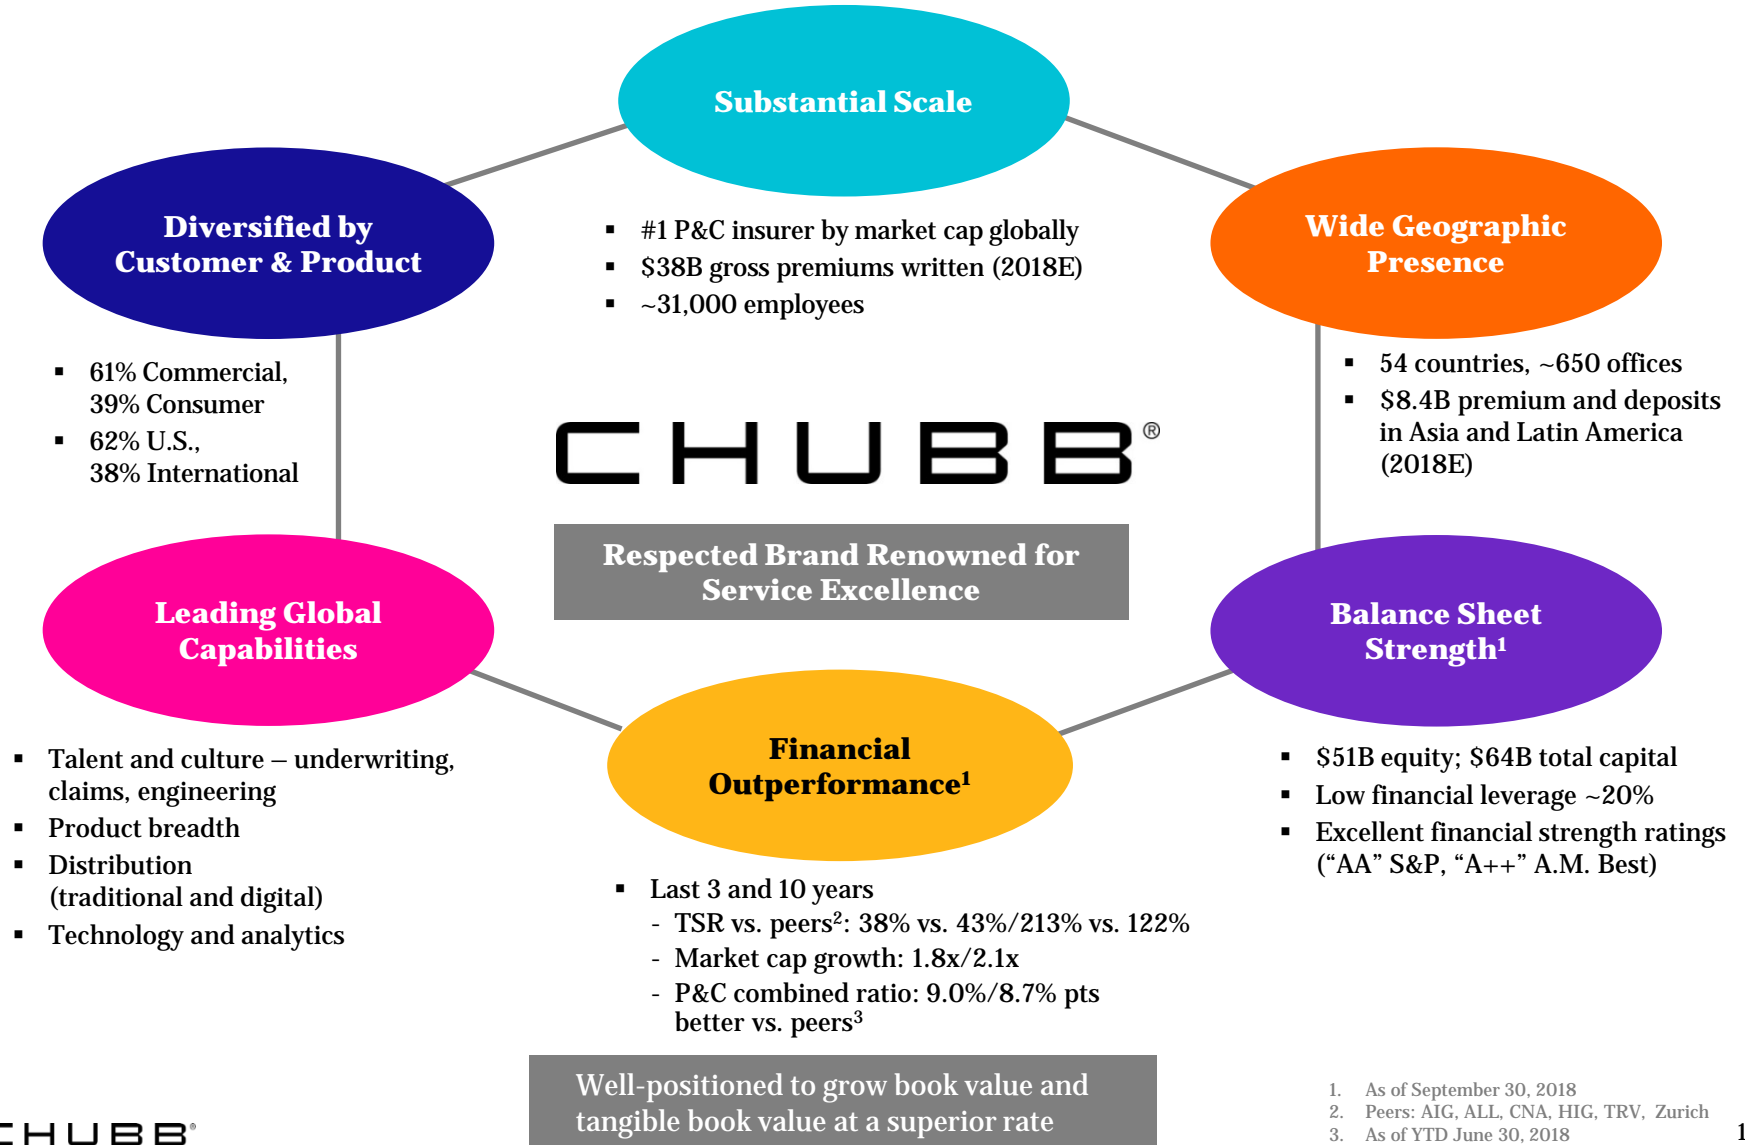 Substantial Scale
▪ #1 P&C insurer by market cap globally
▪ $38B gross premiums written (2018E)
▪ ~31,000 employees
Diversified by
Customer & Product
▪ 61% Commercial,
39% Consumer
▪ 62% U.S.,
38% International
Wide Geographic
Presence
▪ 54 countries, ~650 offices
▪ $8.4B premium and deposits
in Asia and Latin America
(2018E)
CHUBB®
Respected Brand Renowned for
Service Excellence
Leading Global
Capabilities
▪ Talent and culture – underwriting,
claims, engineering
▪ Product breadth
▪ Distribution
(traditional and digital)
▪ Technology and analytics
Financial
Outperformance¹
▪ Last 3 and 10 years
- TSR vs. peers²: 38% vs. 43%/213% vs. 122%
- Market cap growth: 1.8x/2.1x
- P&C combined ratio: 9.0%/8.7% pts
better vs. peers³
Balance Sheet
Strength¹
▪ $51B equity; $64B total capital
▪ Low financial leverage ~20%
▪ Excellent financial strength ratings
(“AA” S&P, “A++” A.M. Best)
Well-positioned to grow book value and
tangible book value at a superior rate
1. As of September 30, 2018
2. Peers: AIG, ALL, CNA, HIG, TRV, Zurich
3. As of YTD June 30, 2018
CHUBB®
1